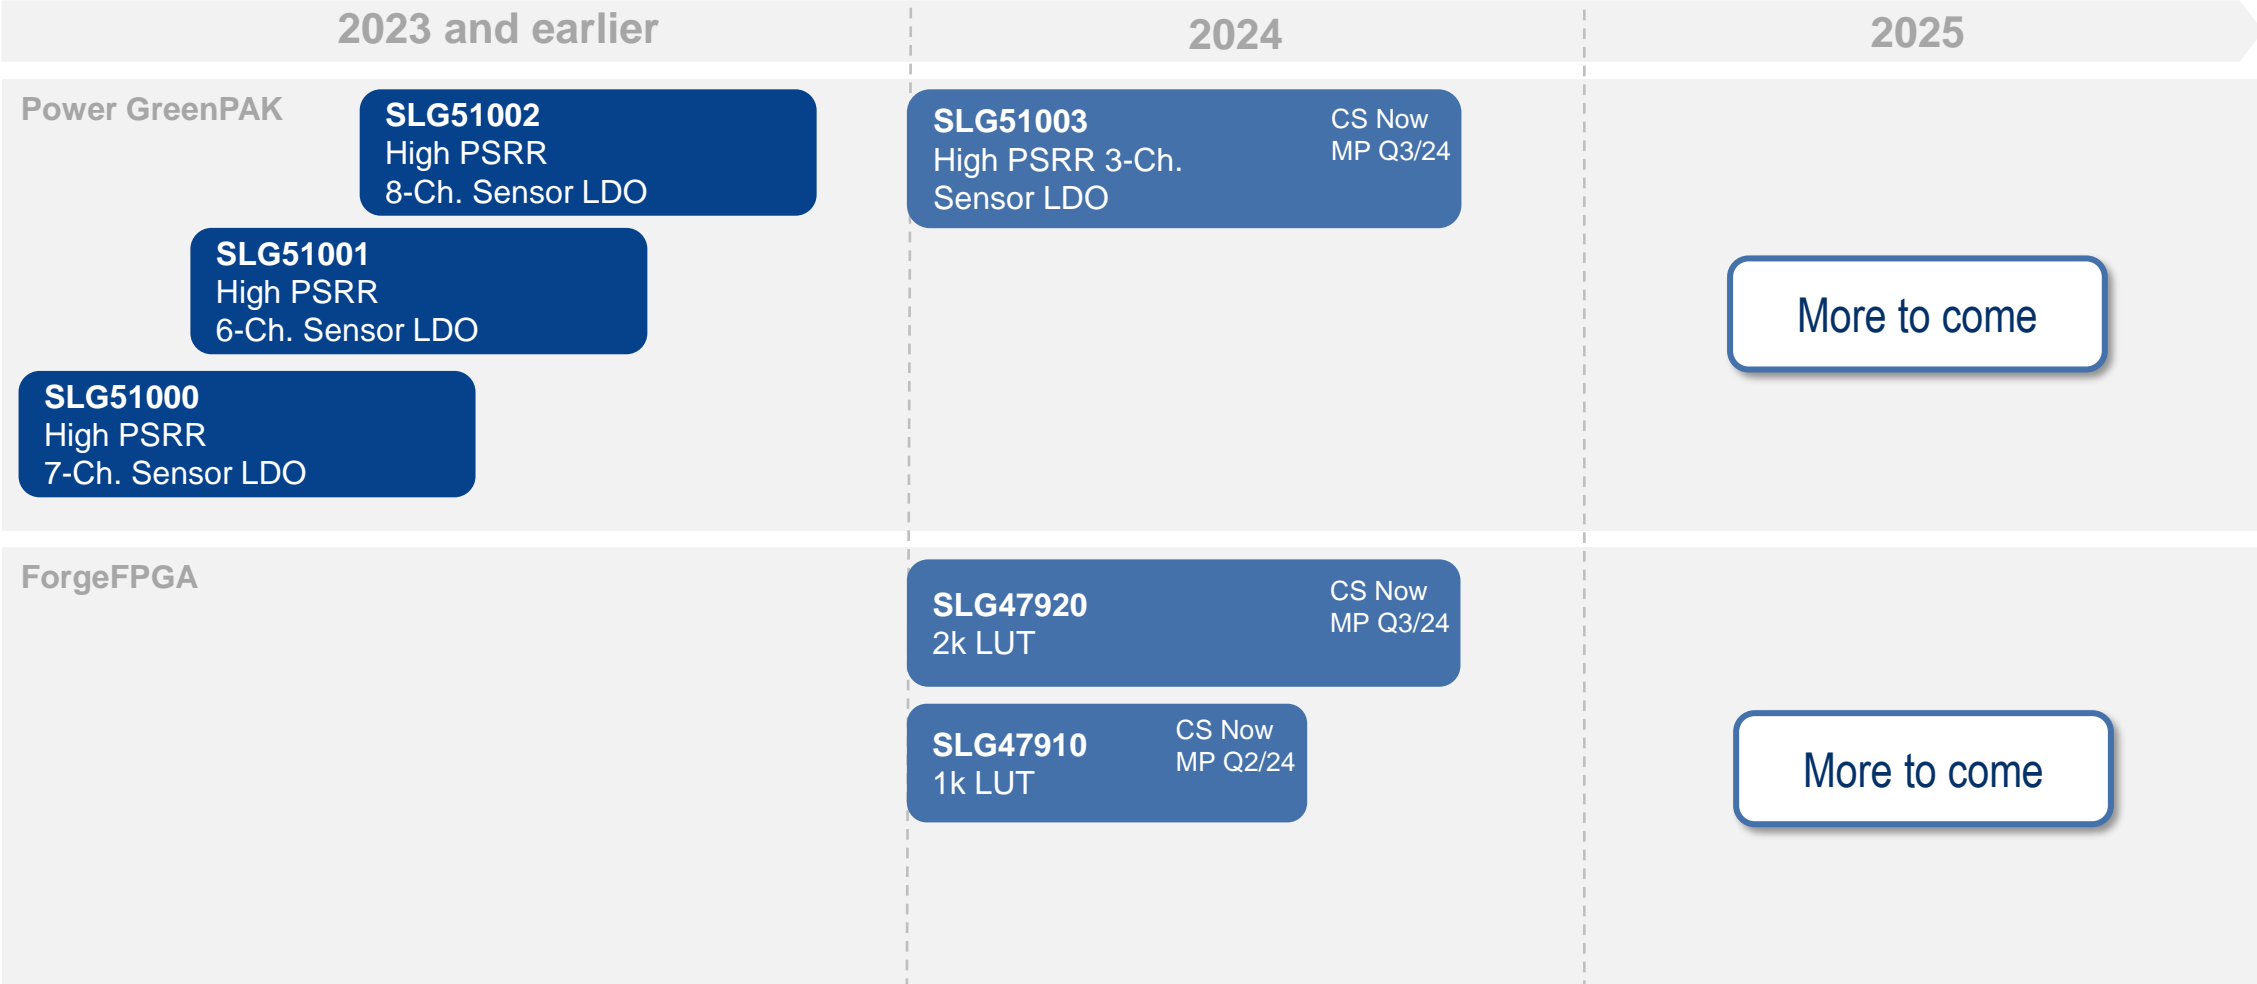 2023 and earlier
2024
2025
Power GreenPAK
SLG51002
High PSRR
8-Ch. Sensor LDO
SLG51001
High PSRR
6-Ch. Sensor LDO
SLG51000
High PSRR
7-Ch. Sensor LDO
SLG51003
High PSRR 3-Ch.
Sensor LDO
CS Now
MP Q3/24
More to come
ForgeFPGA
SLG47920
2k LUT
CS Now
MP Q3/24
SLG47910
1k LUT
CS Now
MP Q2/24
More to come